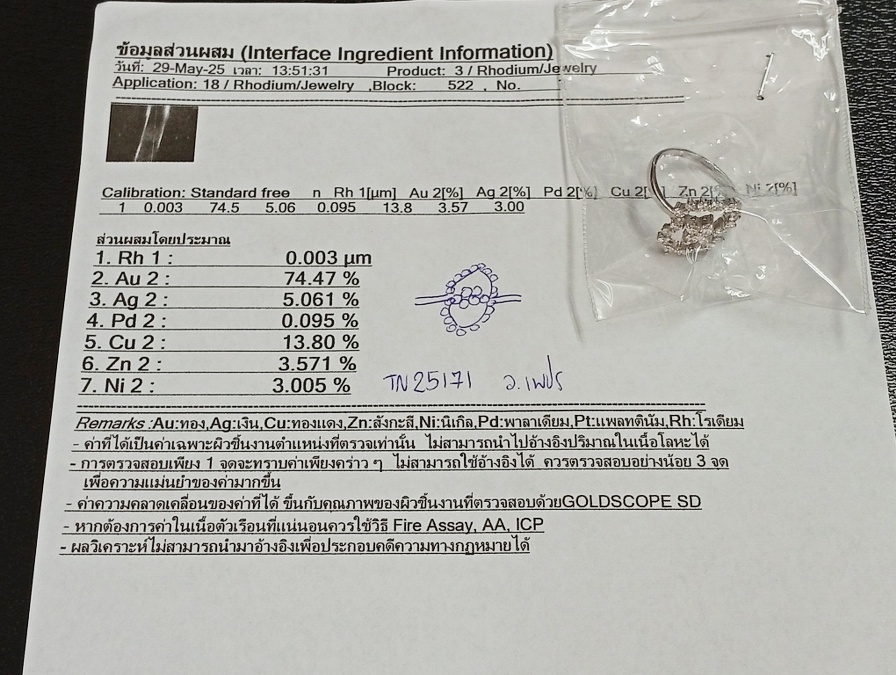 ข้อมูลส่วนผสม (Interface Ingredient Information)
วันที่: 29-May-25 เวลา: 13:51:31 Product: 3 / Rhodium/Jewelry
Application: 18 / Rhodium/Jewelry ,Block: 522 , No.
Calibration: Standard free n Rh 1[µm] Au 2[%] Ag 2[%] Pd 2[%] Cu 2[%] Zn 2[%] Ni 2[%]
1 0.003 74.5 5.06 0.095 13.8 3.57 3.00
ส่วนผสมโดยประมาณ
1. Rh 1 : 0.003 µm
2. Au 2 : 74.47 %
3. Ag 2 : 5.061 %
4. Pd 2 : 0.095 %
5. Cu 2 : 13.80 %
6. Zn 2 : 3.571 %
7. Ni 2 : 3.005 % TN25171
Remarks :Au:ทอง,Ag:เงิน,Cu:ทองแดง,Zn:สังกะสี,Ni:นิเกิล,Pd:พาลาเดียม,Pt:แพลทตินัม,Rh:โรเดียม
- ค่าที่ได้เป็นค่าเฉพาะผิวชิ้นงานตำแหน่งที่ตรวจเท่านั้น ไม่สามารถนำไปอ้างอิงปริมาณในเนื้อโลหะได้
- การตรวจสอบเพียง 1 จุดจะทราบค่าเพียงคร่าว ๆ ไม่สามารถใช้อ้างอิงได้ ควรตรวจสอบอย่างน้อย 3 จุด
เพื่อความแม่นยำของค่ามากขึ้น
- ค่าความคลาดเคลื่อนของค่าที่ได้ ขึ้นกับคุณภาพของผิวชิ้นงานที่ตรวจสอบด้วยGOLDSCOPE SD
- หากต้องการค่าในเนื้อตัวเรือนที่แน่นอนควรใช้วิธี Fire Assay, AA, ICP
- ผลวิเคราะห์ไม่สามารถนำมาอ้างอิงเพื่อประกอบคดีความทางกฎหมายได้